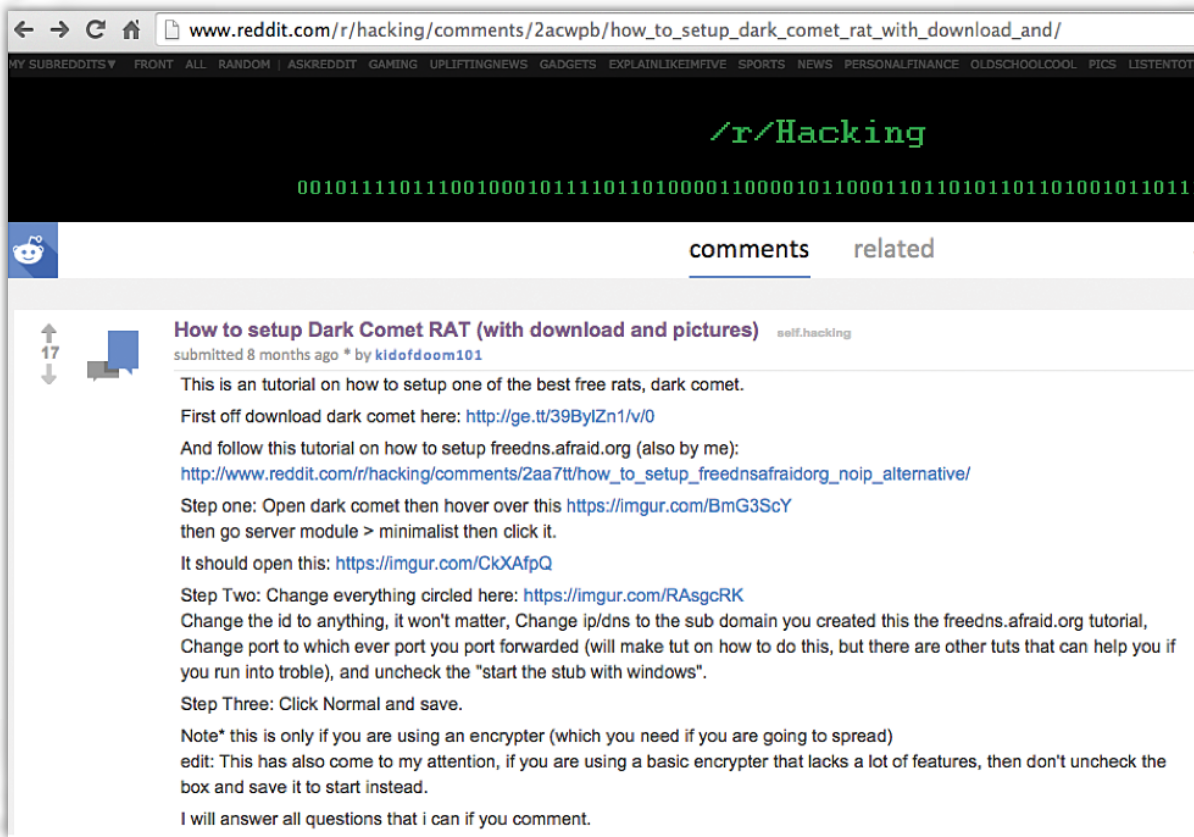 www.reddit.com/r/hacking/comments/2acwpb/how_to_setup_dark_comet_rat_with_download_and/
MY SUBREDDITS▼ FRONT ALL RANDOM | ASKREDDIT GAMING UPLIFTINGNEWS GADGETS EXPLAINLIKEIMFIVE SPORTS NEWS PERSONALFINANCE OLDSCHOOLCOOL PICS LISTENTOT
/r/Hacking
0010111101110010001011110110100001100001011000110110101101101001011011
comments related
How to setup Dark Comet RAT (with download and pictures) self.hacking
17
submitted 8 months ago * by kidofdoom101
This is an tutorial on how to setup one of the best free rats, dark comet.
First off download dark comet here: http://ge.tt/39BylZn1/v/0
And follow this tutorial on how to setup freedns.afraid.org (also by me):
http://www.reddit.com/r/hacking/comments/2aa7tt/how_to_setup_freednsafraidorg_noip_alternative/
Step one: Open dark comet then hover over this https://imgur.com/BmG3ScY
then go server module > minimalist then click it.
It should open this: https://imgur.com/CkXAfpQ
Step Two: Change everything circled here: https://imgur.com/RAsgcRK
Change the id to anything, it won't matter, Change ip/dns to the sub domain you created this the freedns.afraid.org tutorial,
Change port to which ever port you port forwarded (will make tut on how to do this, but there are other tuts that can help you if
you run into troble), and uncheck the "start the stub with windows".
Step Three: Click Normal and save.
Note* this is only if you are using an encrypter (which you need if you are going to spread)
edit: This has also come to my attention, if you are using a basic encrypter that lacks a lot of features, then don't uncheck the
box and save it to start instead.
I will answer all questions that i can if you comment.